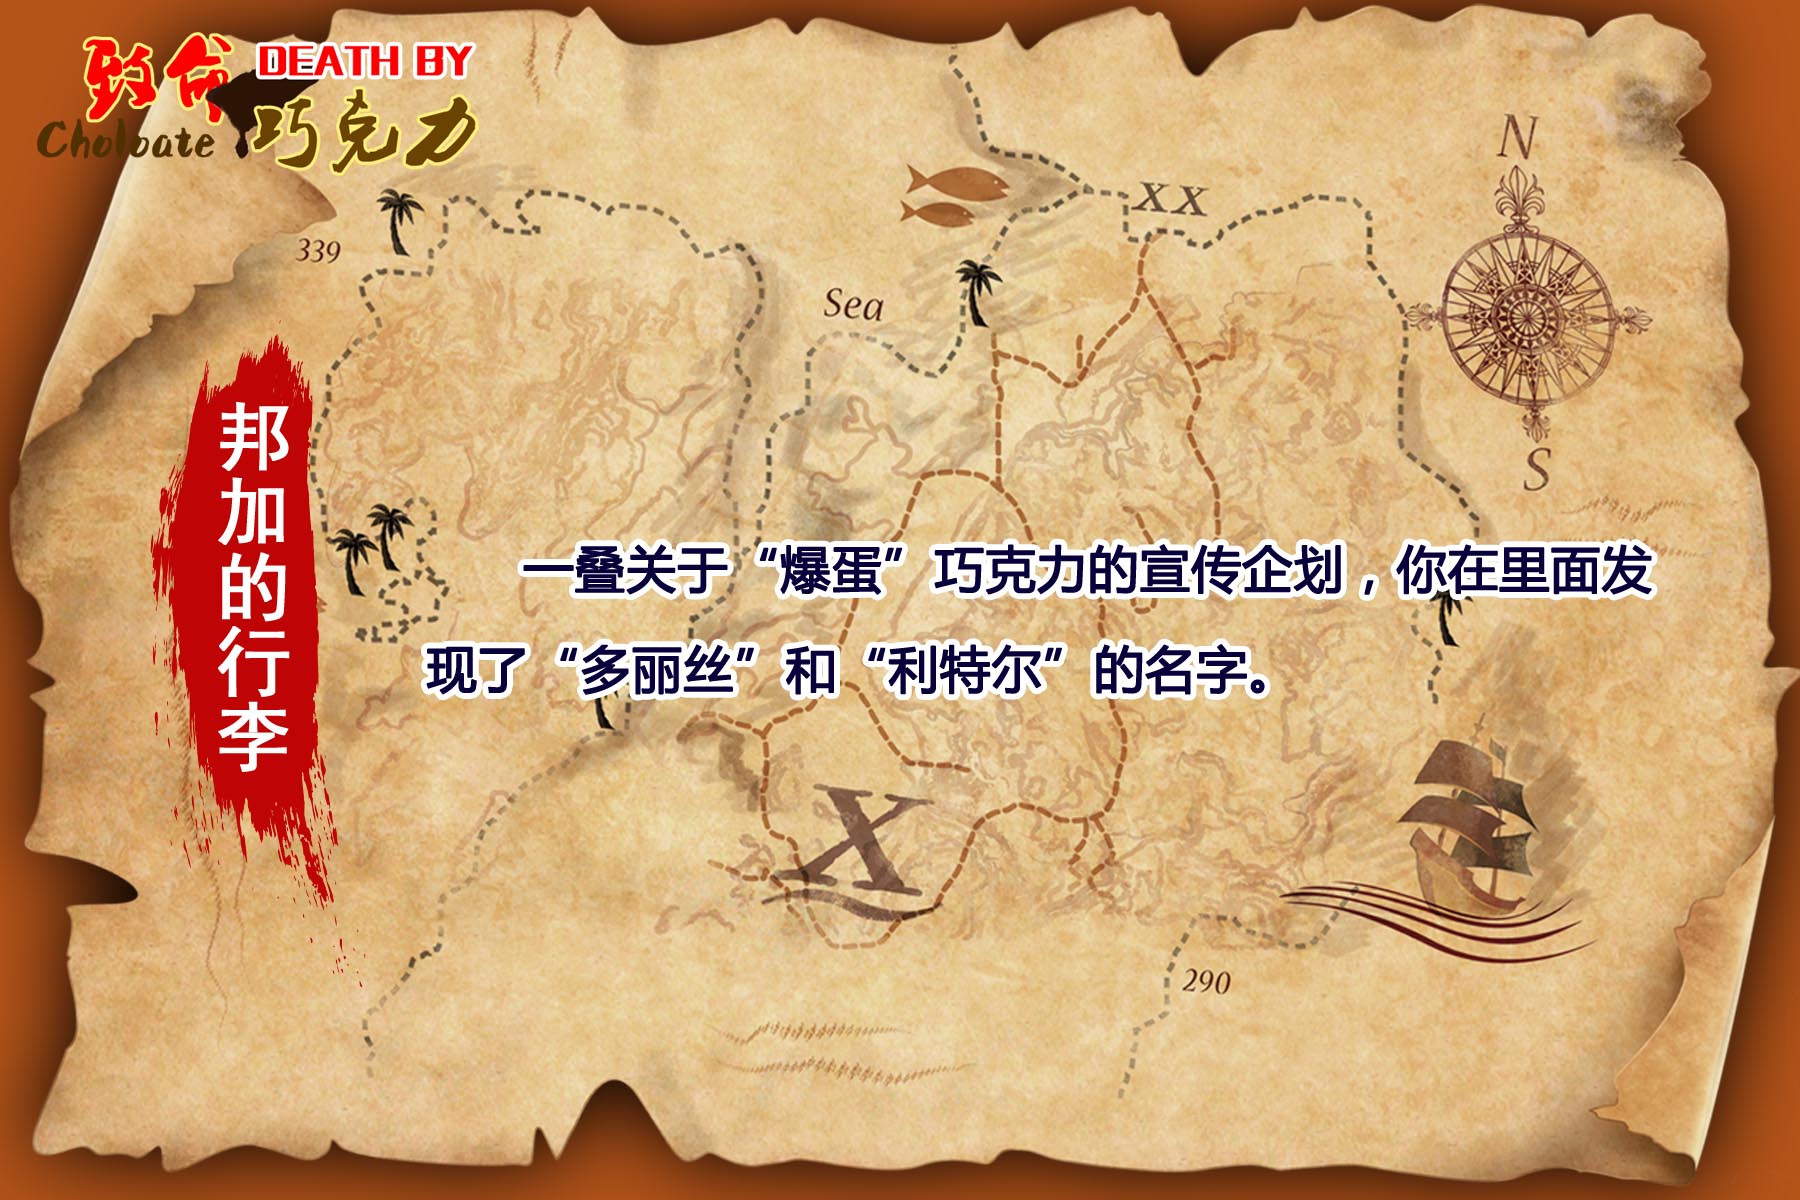 致命 DEATH BY
Choloate 巧克力
N
XX
339
Sea
邦加的行李
S
一叠关于“爆蛋”巧克力的宣传企划，你在里面发
现了“多丽丝”和“利特尔”的名字。
X
290